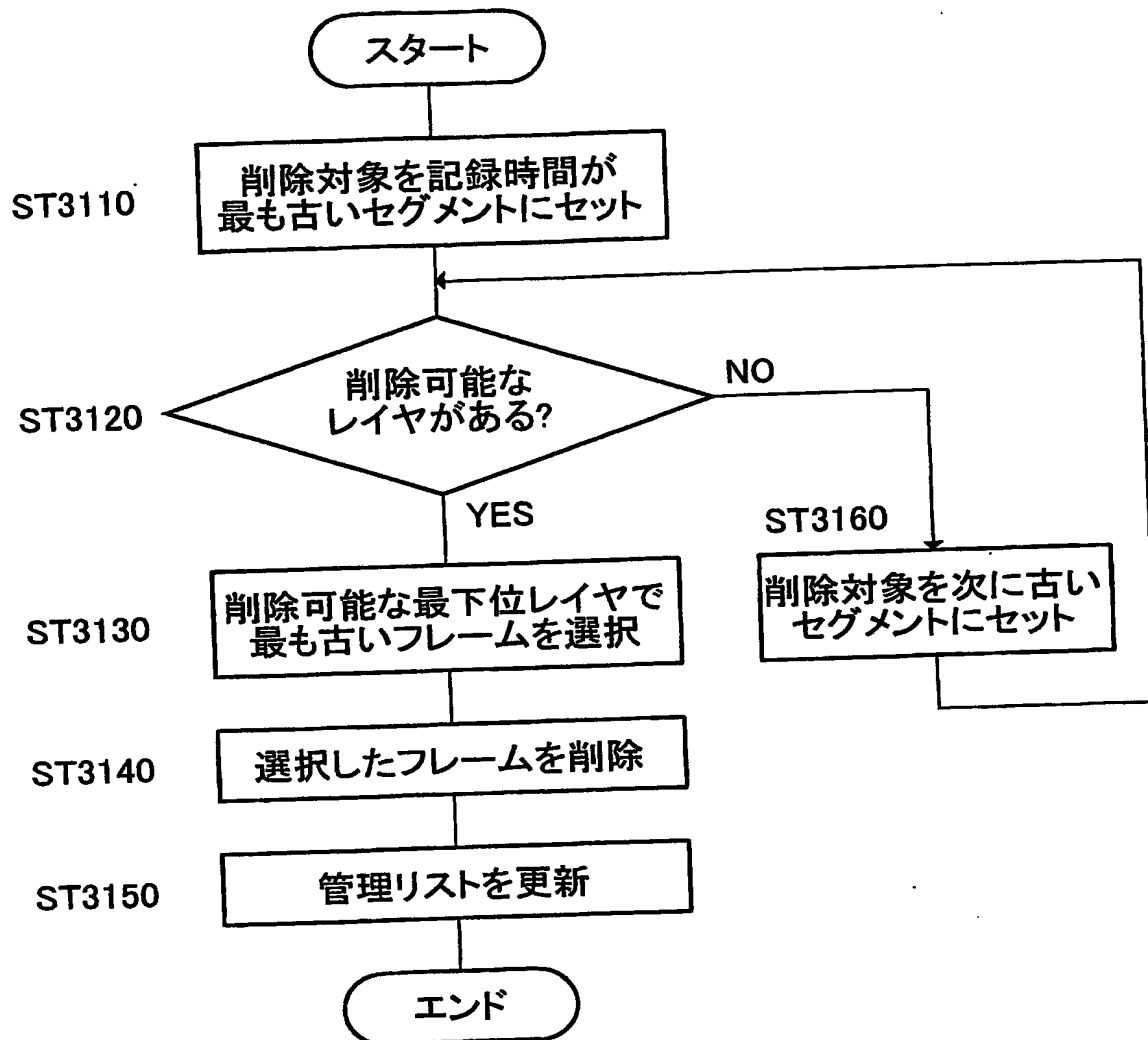 スタート
ST3110
削除対象を記録時間が
最も古いセグメントにセット
ST3120
削除可能な
レイヤがある?
NO
YES
ST3160
削除対象を次に古い
セグメントにセット
ST3130
削除可能な最下位レイヤで
最も古いフレームを選択
ST3140
選択したフレームを削除
ST3150
管理リストを更新
エンド